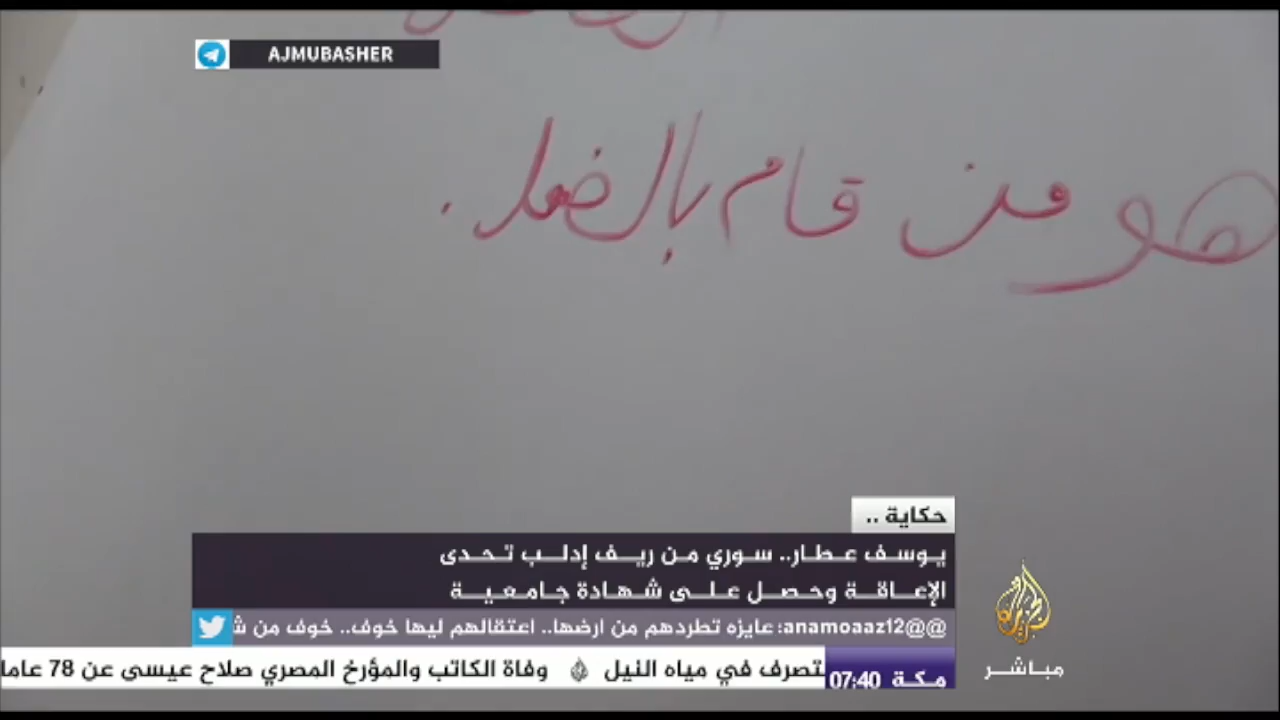 AJMUBASHER
هو من قام بالفعل .
حكاية ..
يوسف عطار.. سوري من ريف إدلب تحدى
الإعاقة وحصل على شهادة جامعية
@@anamoaaz12: عايزه تطردهم من ارضها.. اعتقالهم ليها خوف.. خوف من ش
تصرف في مياه النيل
وفاة الكاتب والمؤرخ المصري صلاح عيسى عن 78 عاما
مكة 07:40
الجزيرة
مباشر